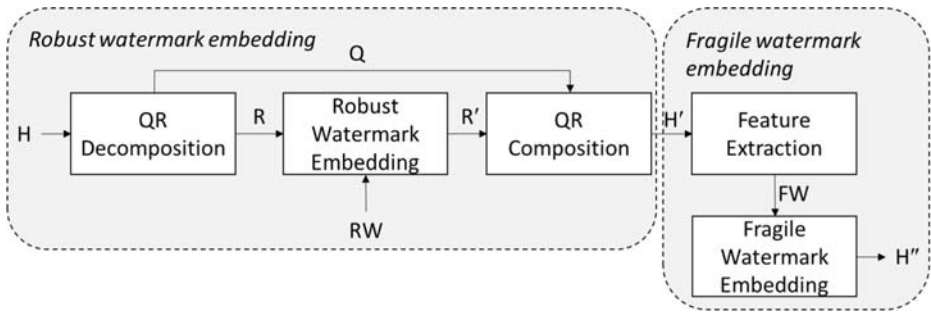 Robust watermark embedding
Q
H
QR
Decomposition
R
Robust
Watermark
Embedding
R′
QR
Composition
RW
Fragile watermark
embedding
H′
Feature
Extraction
FW
Fragile
Watermark
Embedding
H″